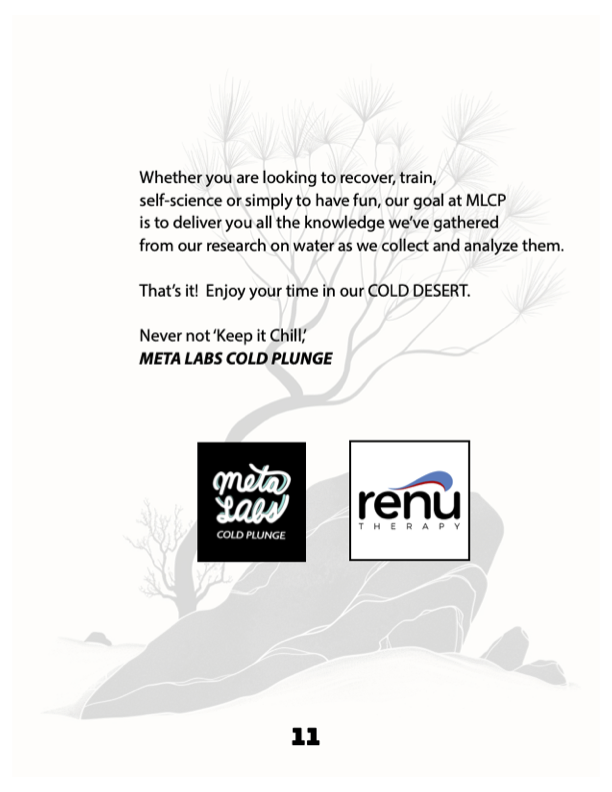 Whether you are looking to recover, train,
self-science or simply to have fun, our goal at MLCP
is to deliver you all the knowledge we've gathered
from our research on water as we collect and analyze them.
That's it!  Enjoy your time in our COLD DESERT.
Never not 'Keep it Chill,'
META LABS COLD PLUNGE
meta
Labs
COLD PLUNGE
renu
THERAPY
11